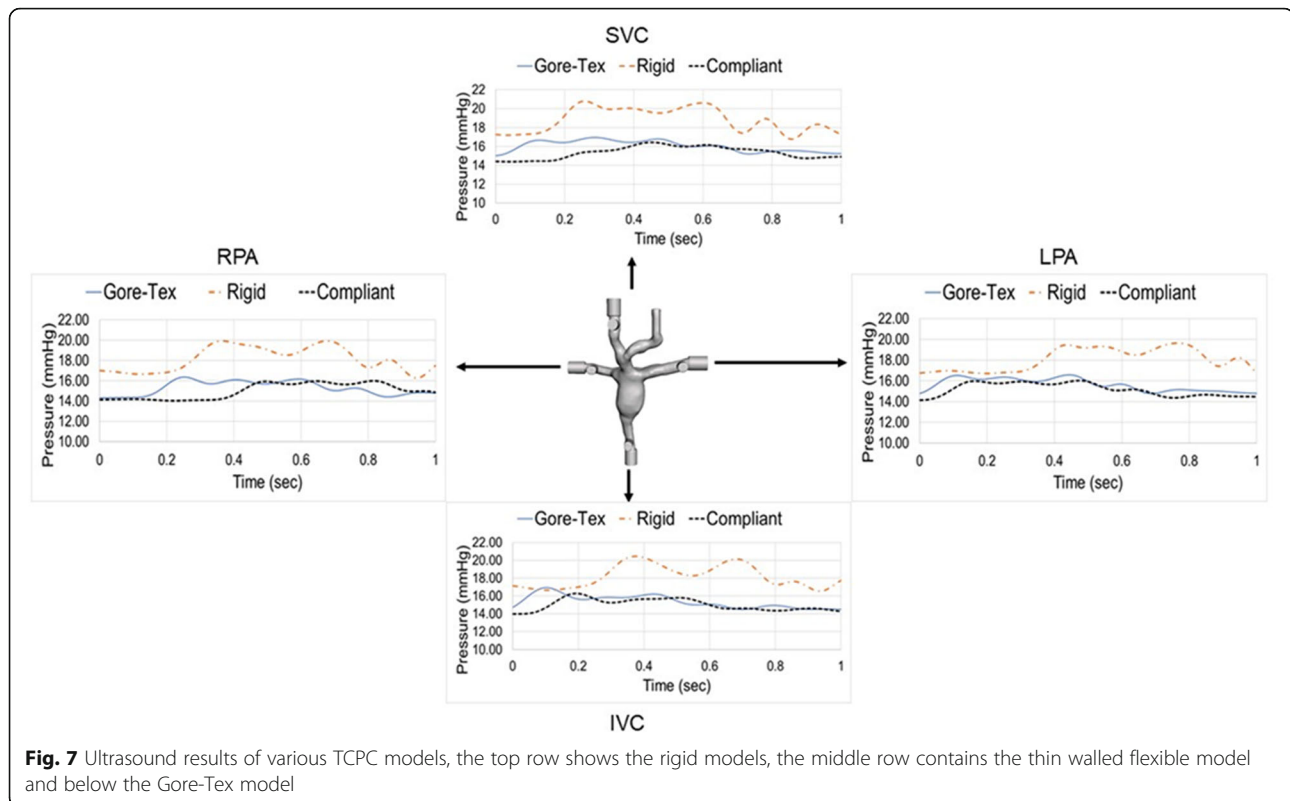 SVC
Gore-Tex Rigid Compliant
Pressure (mmHg)
22
20
18
16
14
12
10
0 0.2 0.4 0.6 0.8 1
Time (sec)
RPA
Gore-Tex Rigid Compliant
Pressure (mmHg)
22.00
20.00
18.00
16.00
14.00
12.00
10.00
0 0.2 0.4 0.6 0.8 1
Time (sec)
LPA
Gore-Tex Rigid Compliant
Pressure (mmHg)
22.00
20.00
18.00
16.00
14.00
12.00
10.00
0 0.2 0.4 0.6 0.8 1
Time (sec)
Gore-Tex Rigid Compliant
Pressure (mmHg)
22.00
20.00
18.00
16.00
14.00
12.00
10.00
0 0.2 0.4 0.6 0.8 1
Time (sec)
IVC
Fig. 7 Ultrasound results of various TCPC models, the top row shows the rigid models, the middle row contains the thin walled flexible model
and below the Gore-Tex model